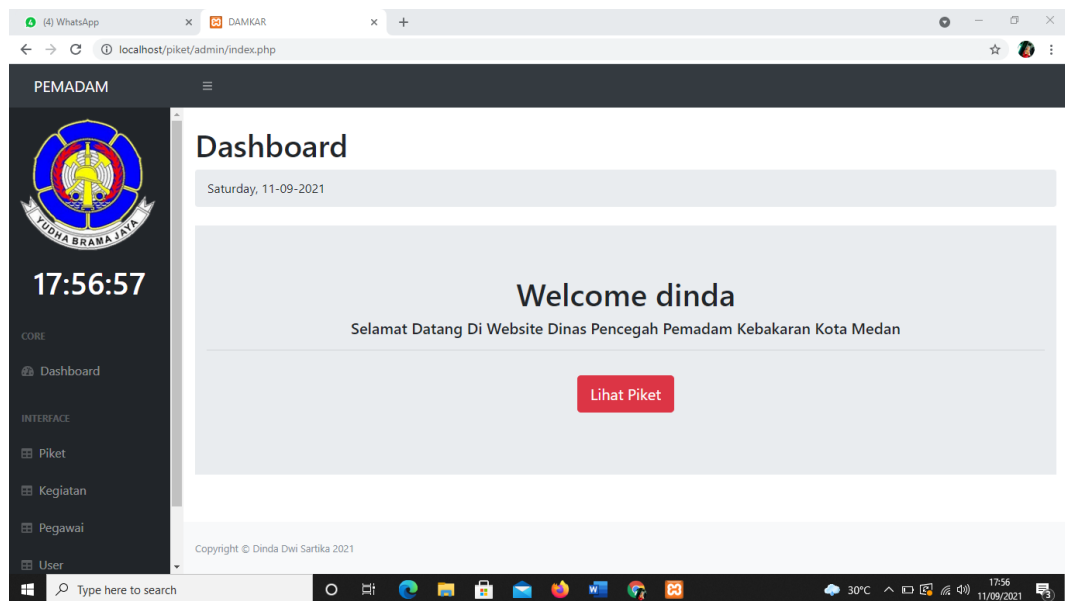 (4) WhatsApp
DAMKAR
localhost/piket/admin/index.php
PEMADAM
YUDHA BRAMA JAYA
17:56:57
CORE
Dashboard
INTERFACE
Piket
Kegiatan
Pegawai
User
Dashboard
Saturday, 11-09-2021
Welcome dinda
Selamat Datang Di Website Dinas Pencegah Pemadam Kebakaran Kota Medan
Lihat Piket
Copyright © Dinda Dwi Sartika 2021
Type here to search
30°C
17:56
11/09/2021
3